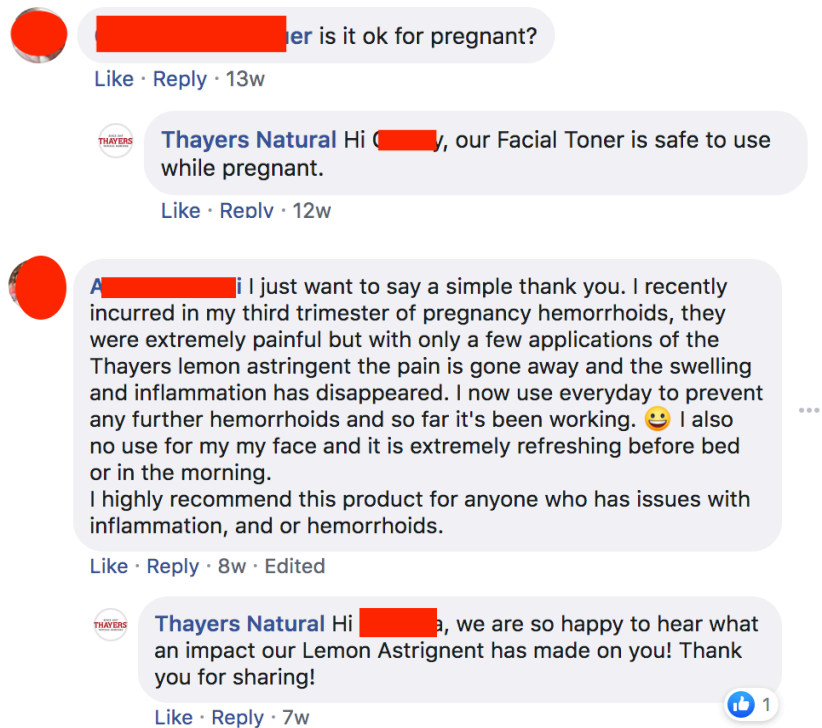 er is it ok for pregnant?
Like · Reply · 13w
THAYERS
Thayers Natural Hi y, our Facial Toner is safe to use
while pregnant.
Like · Reply · 12w
A i I just want to say a simple thank you. I recently
incurred in my third trimester of pregnancy hemorrhoids, they
were extremely painful but with only a few applications of the
Thayers lemon astringent the pain is gone away and the swelling
and inflammation has disappeared. I now use everyday to prevent
any further hemorrhoids and so far it's been working. 😀 I also
no use for my my face and it is extremely refreshing before bed
or in the morning.
I highly recommend this product for anyone who has issues with
inflammation, and or hemorrhoids.
Like · Reply · 8w · Edited
THAYERS
Thayers Natural Hi a, we are so happy to hear what
an impact our Lemon Astrignent has made on you! Thank
you for sharing!
1
Like · Reply · 7w